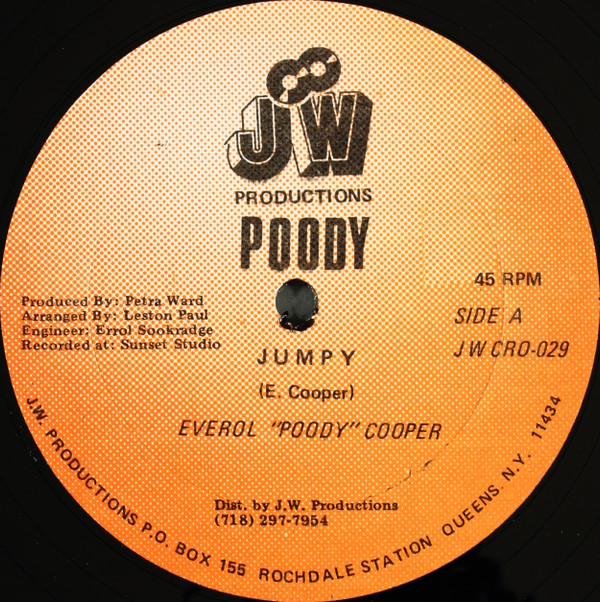 JW
PRODUCTIONS
POODY
45 RPM
Produced By: Petra Ward
Arranged By: Leston Paul
Engineer: Errol Sookradge
Recorded at: Sunset Studio
SIDE A
JW CRO-029
JUMPY
(E. Cooper)
EVEROL "POODY" COOPER
Dist. by J.W. Productions
(718) 297-7954
J.W. PRODUCTIONS P.O. BOX 155 ROCHDALE STATION QUEENS. N.Y. 11434